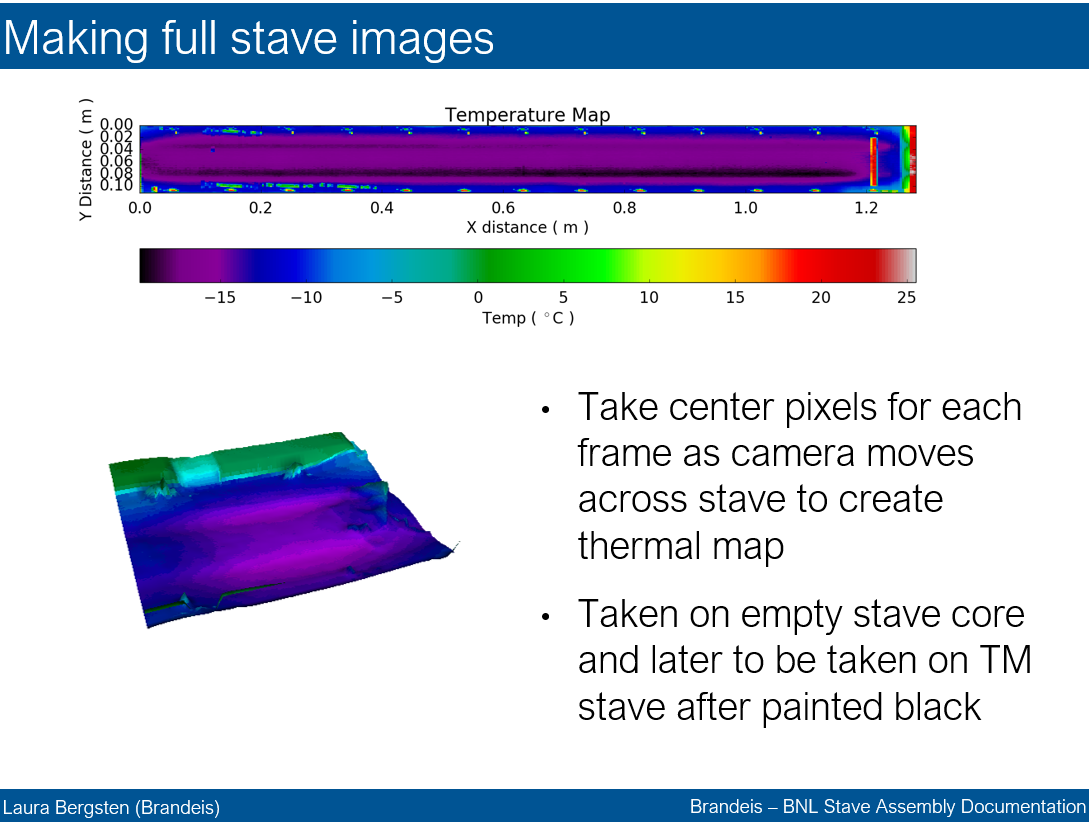 Making full stave images
Temperature Map
Y Distance ( m )
0.00
0.02
0.04
0.06
0.08
0.10
0.0 0.2 0.4 0.6 0.8 1.0 1.2
X distance ( m )
−15 −10 −5 0 5 10 15 20 25
Temp ( °C )
• Take center pixels for each
frame as camera moves
across stave to create
thermal map
• Taken on empty stave core
and later to be taken on TM
stave after painted black
Laura Bergsten (Brandeis)
Brandeis – BNL Stave Assembly Documentation